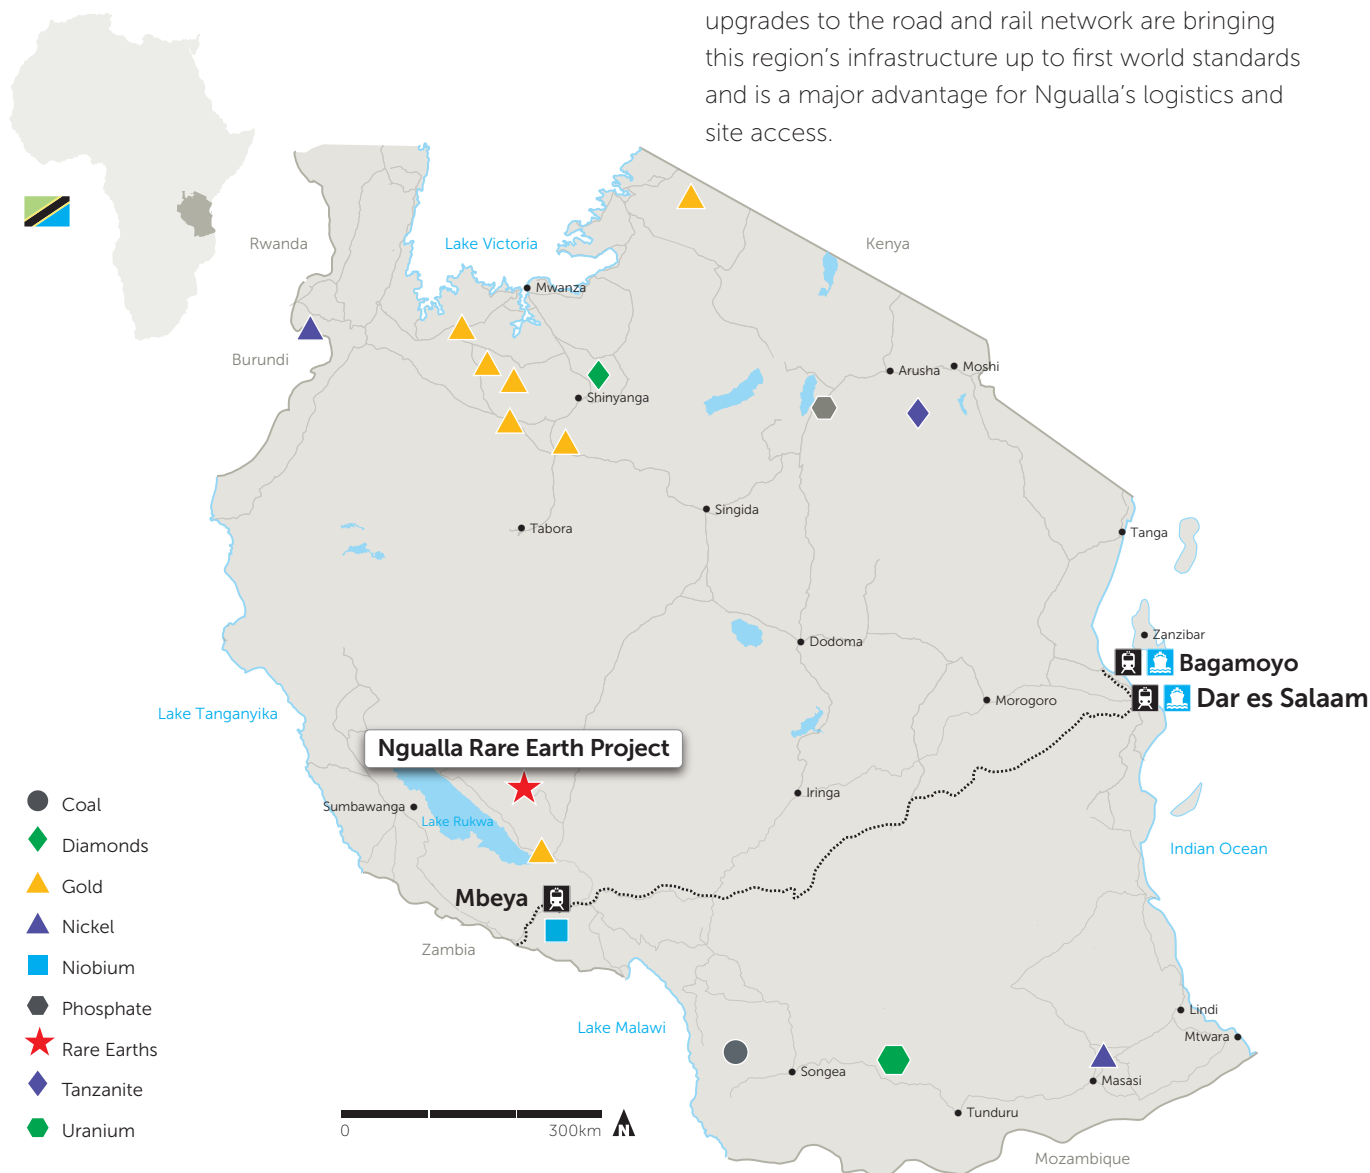 upgrades to the road and rail network are bringing
this region’s infrastructure up to first world standards
and is a major advantage for Ngualla’s logistics and
site access.
Rwanda
Lake Victoria
Kenya
Mwanza
Burundi
Arusha
Moshi
Shinyanga
Singida
Tabora
Tanga
Zanzibar
Dodoma
Bagamoyo
Morogoro
Dar es Salaam
Lake Tanganyika
Ngualla Rare Earth Project
Iringa
Sumbawanga
Lake Rukwa
Indian Ocean
Mbeya
Zambia
Lake Malawi
Lindi
Mtwara
Songea
Masasi
Tunduru
Mozambique
Coal
Diamonds
Gold
Nickel
Niobium
Phosphate
Rare Earths
Tanzanite
Uranium
0 300km N